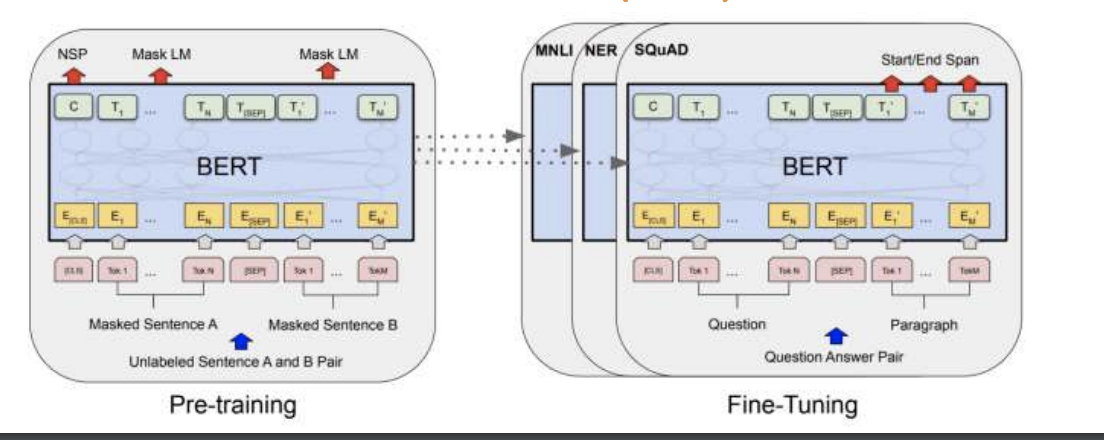 NSP Mask LM Mask LM
C T1 ... TN T[SEP] T1' ... TM'
BERT
E[CLS] E1 ... EN E[SEP] E1' ... EM'
[CLS] Tok 1 ... Tok N [SEP] Tok 1 ... TokM
Masked Sentence A Masked Sentence B
Unlabeled Sentence A and B Pair
Pre-training
MNLI NER SQuAD
Start/End Span
C T1 ... TN T[SEP] T1' ... TM'
BERT
E[CLS] E1 ... EN E[SEP] E1' ... EM'
[CLS] Tok 1 ... Tok N [SEP] Tok 1 ... TokM
Question Paragraph
Question Answer Pair
Fine-Tuning